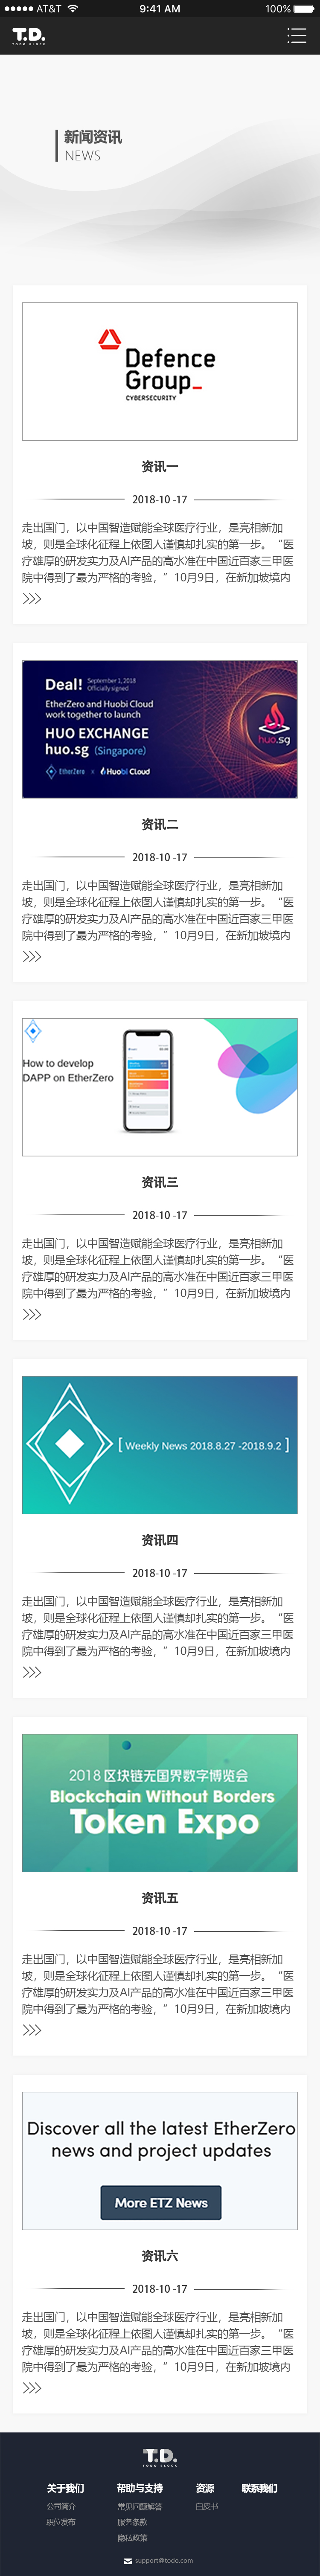 AT&T 9:41 AM 100%
T.D.
TODO BLOCK
新闻资讯
NEWS
Defence
Group_
CYBERSECURITY
资讯一
2018-10 -17
走出国门，以中国智造赋能全球医疗行业，是亮相新加
坡，则是全球化征程上依图人谨慎却扎实的第一步。“医
疗雄厚的研发实力及AI产品的高水准在中国近百家三甲医
院中得到了最为严格的考验，”10月9日，在新加坡境内
Deal! September 1, 2018
Officially signed
EtherZero and Huobi Cloud
work together to launch
HUO EXCHANGE
huo.sg (Singapore)
EtherZero x Huobi Cloud
huo.sg
资讯二
2018-10 -17
走出国门，以中国智造赋能全球医疗行业，是亮相新加
坡，则是全球化征程上依图人谨慎却扎实的第一步。“医
疗雄厚的研发实力及AI产品的高水准在中国近百家三甲医
院中得到了最为严格的考验，”10月9日，在新加坡境内
How to develop
DAPP on EtherZero
资讯三
2018-10 -17
走出国门，以中国智造赋能全球医疗行业，是亮相新加
坡，则是全球化征程上依图人谨慎却扎实的第一步。“医
疗雄厚的研发实力及AI产品的高水准在中国近百家三甲医
院中得到了最为严格的考验，”10月9日，在新加坡境内
[ Weekly News 2018.8.27 -2018.9.2 ]
资讯四
2018-10 -17
走出国门，以中国智造赋能全球医疗行业，是亮相新加
坡，则是全球化征程上依图人谨慎却扎实的第一步。“医
疗雄厚的研发实力及AI产品的高水准在中国近百家三甲医
院中得到了最为严格的考验，”10月9日，在新加坡境内
2018 区块链无国界数字博览会
Blockchain Without Borders
Token Expo
资讯五
2018-10 -17
走出国门，以中国智造赋能全球医疗行业，是亮相新加
坡，则是全球化征程上依图人谨慎却扎实的第一步。“医
疗雄厚的研发实力及AI产品的高水准在中国近百家三甲医
院中得到了最为严格的考验，”10月9日，在新加坡境内
Discover all the latest EtherZero
news and project updates
More ETZ News
资讯六
2018-10 -17
走出国门，以中国智造赋能全球医疗行业，是亮相新加
坡，则是全球化征程上依图人谨慎却扎实的第一步。“医
疗雄厚的研发实力及AI产品的高水准在中国近百家三甲医
院中得到了最为严格的考验，”10月9日，在新加坡境内
T.D.
TODO BLOCK
关于我们 帮助与支持 资源 联系我们
公司简介 常见问题解答 白皮书
职位发布 服务条款
隐私政策
support@todo.com